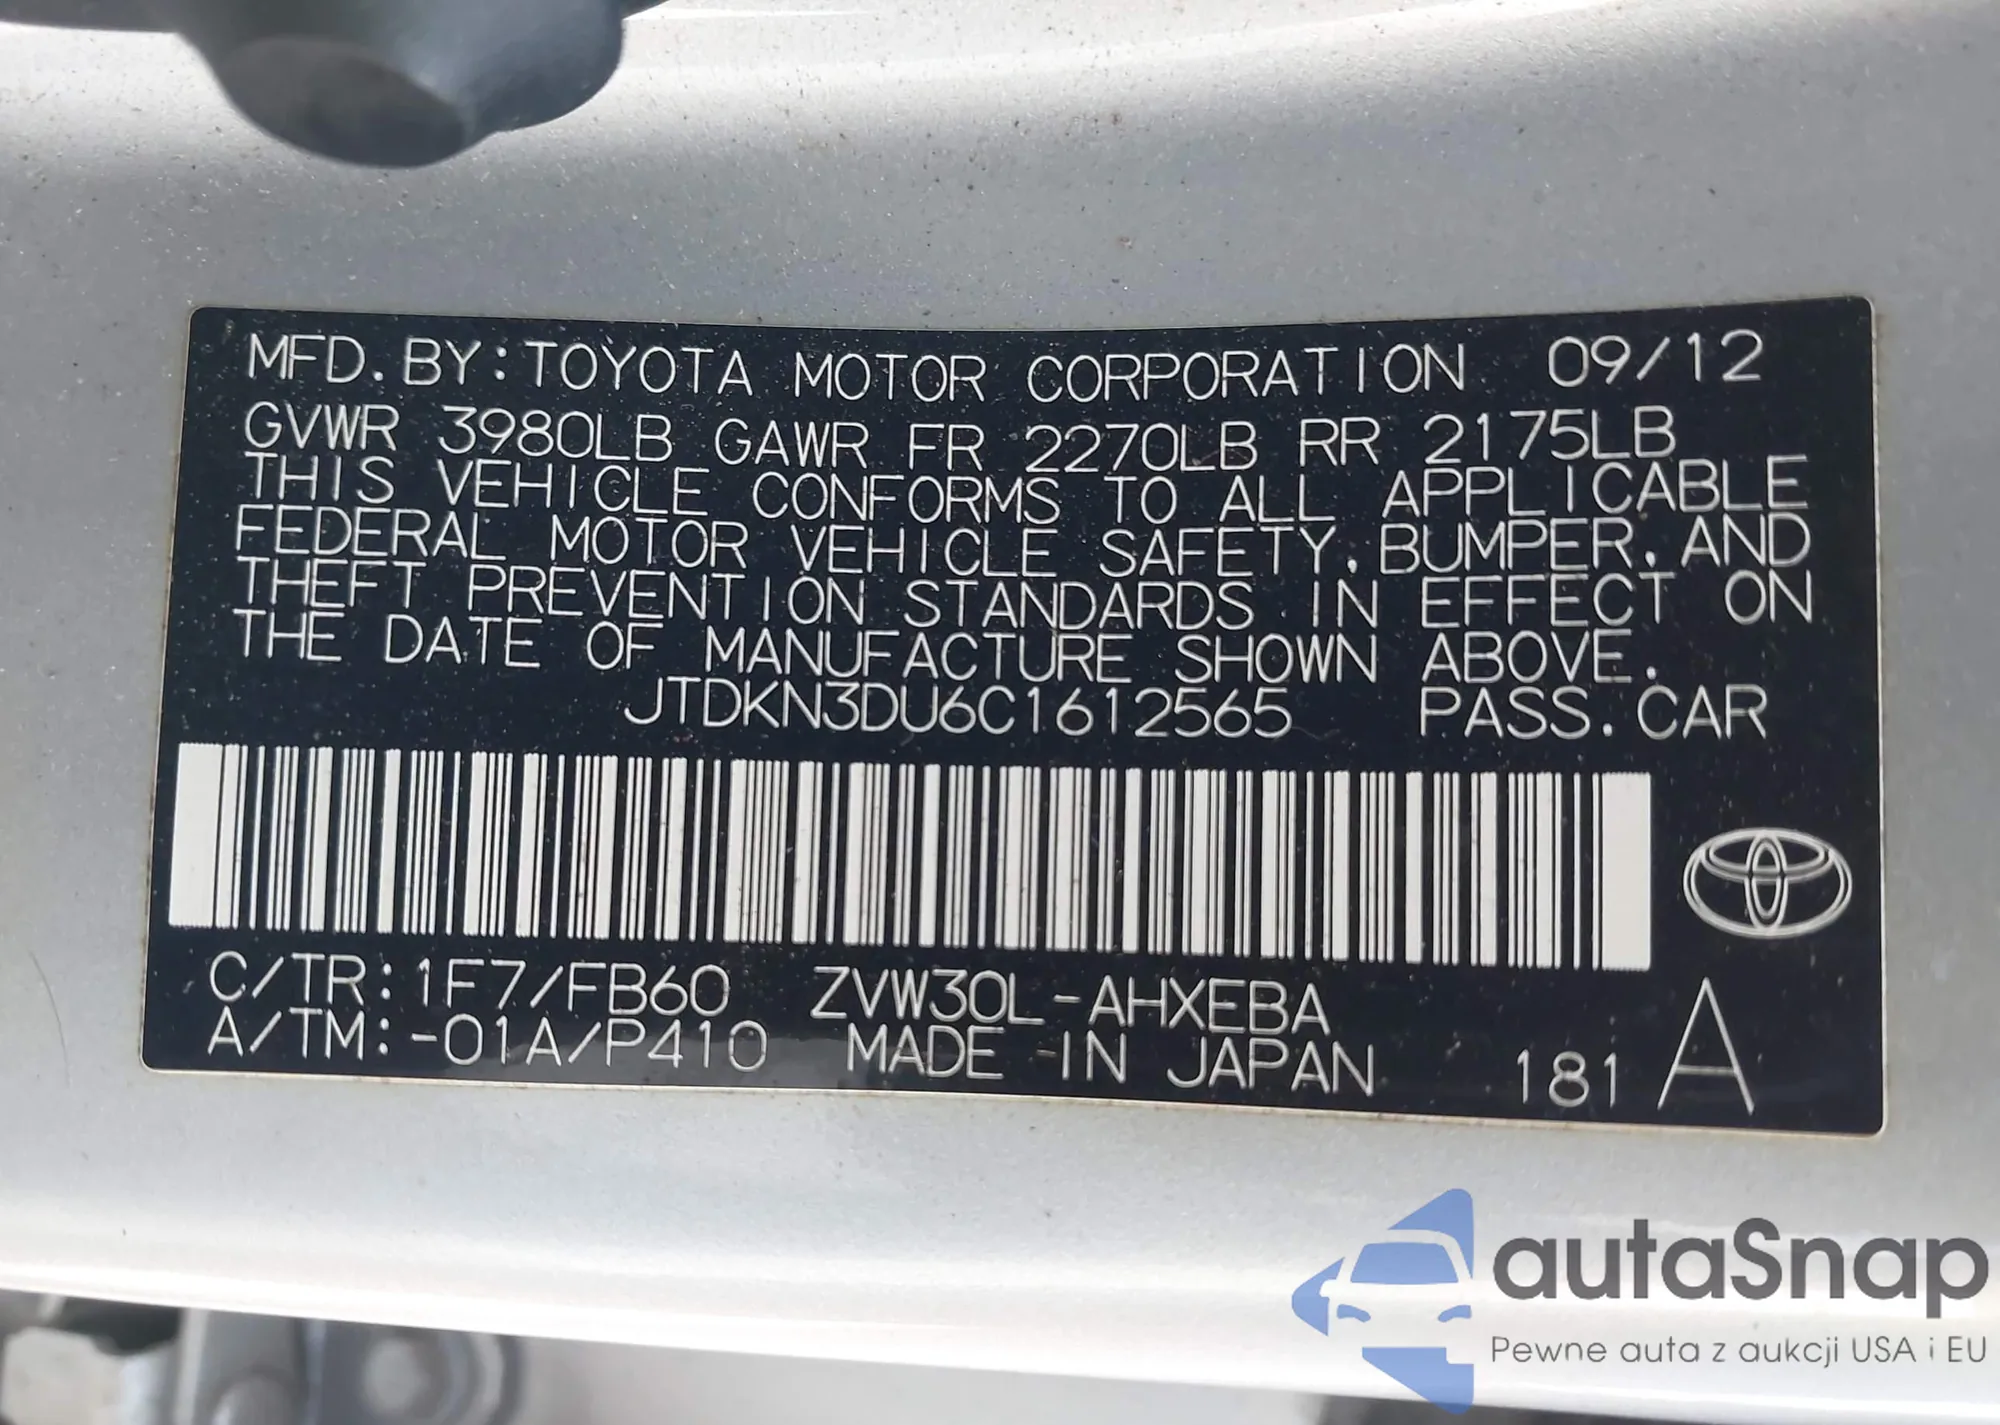 MFD. BY: TOYOTA MOTOR CORPORATION 09/12
GVWR 3980LB GAWR FR 2270LB RR 2175LB
THIS VEHICLE CONFORMS TO ALL APPLICABLE
FEDERAL MOTOR VEHICLE SAFETY, BUMPER, AND
THEFT PREVENTION STANDARDS IN EFFECT ON
THE DATE OF MANUFACTURE SHOWN ABOVE.
JTDKN3DU6C1612565 PASS. CAR
C/TR: 1F7/FB60 ZVW30L-AHXEBA
A/TM: -01A/P410 MADE IN JAPAN 181 A
autaSnap
Pewne auta z aukcji USA i EU